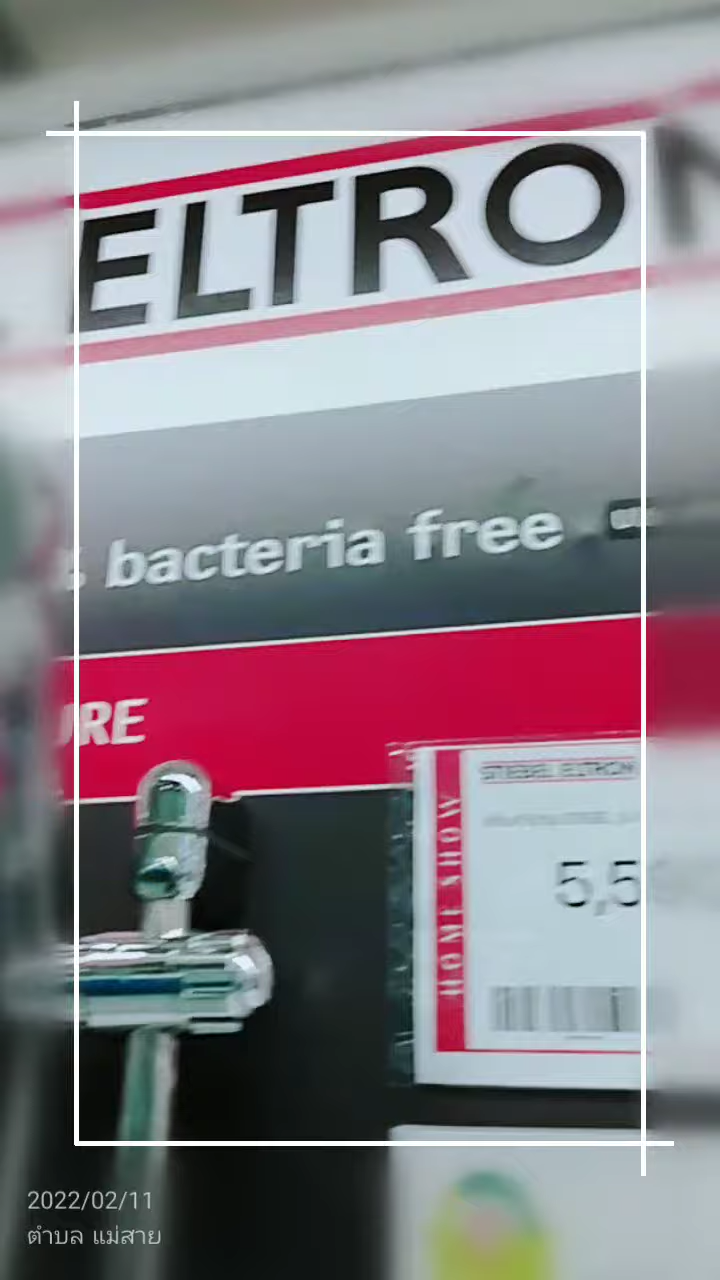 ELTRON
bacteria free
URE
HOME SHOW
STIEBEL ELTRON
5,5
2022/02/11
ตำบล แม่สาย